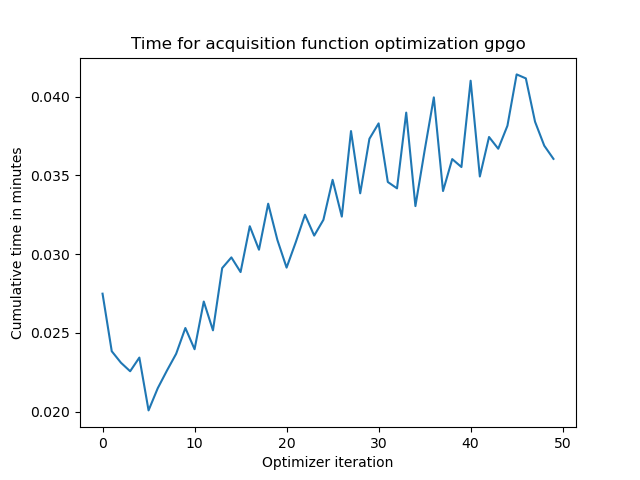 Time for acquisition function optimization gpgo
Cumulative time in minutes
0.040
0.035
0.030
0.025
0.020
0 10 20 30 40 50
Optimizer iteration